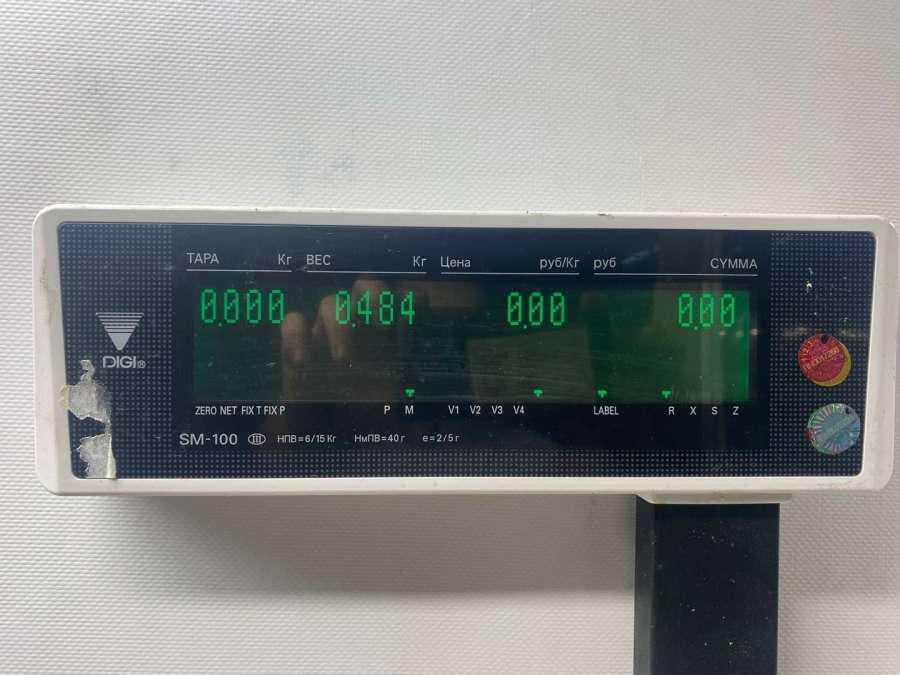 ТАРА Кг ВЕС Кг Цена руб/Кг руб СУММА
0.000 0.484 0.00 0.00
DIGI®
ZERO NET FIX T FIX P P M V1 V2 V3 V4 LABEL R X S Z
SM-100 III НПВ=6/15 Кг НмПВ=40 г e=2/5 г